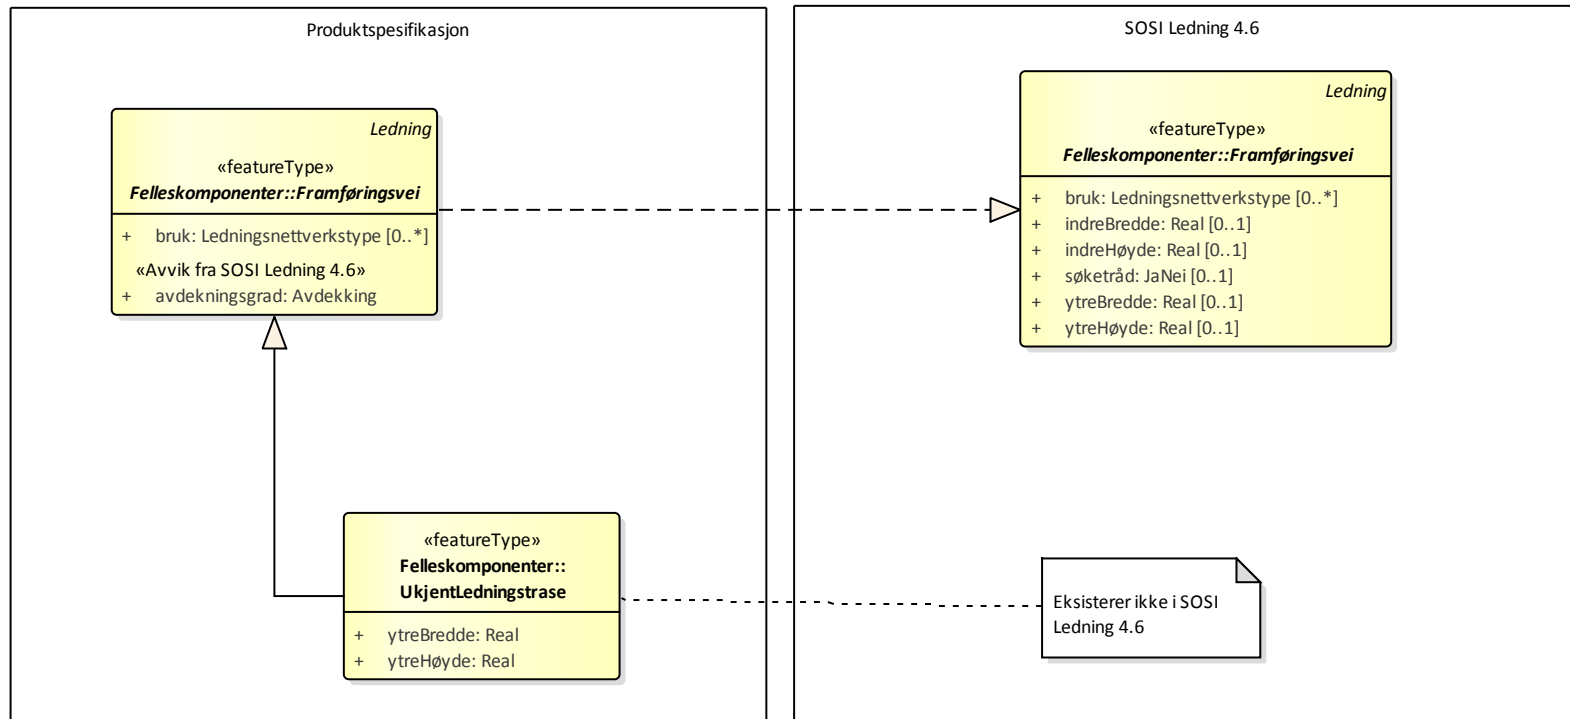 Produktspesifikasjon
Ledning
«featureType»
Felleskomponenter::Framføringsvei
+ bruk: Ledningsnettverkstype [0..*]
«Avvik fra SOSI Ledning 4.6»
+ avdekningsgrad: Avdekking
«featureType»
Felleskomponenter::
UkjentLedningstrase
+ ytreBredde: Real
+ ytreHøyde: Real
SOSI Ledning 4.6
Ledning
«featureType»
Felleskomponenter::Framføringsvei
+ bruk: Ledningsnettverkstype [0..*]
+ indreBredde: Real [0..1]
+ indreHøyde: Real [0..1]
+ søketråd: JaNei [0..1]
+ ytreBredde: Real [0..1]
+ ytreHøyde: Real [0..1]
Eksisterer ikke i SOSI
Ledning 4.6